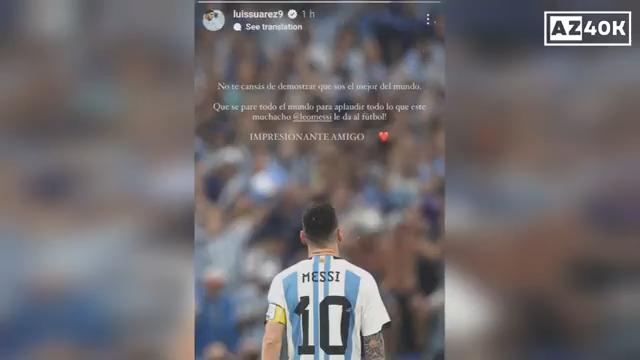 luissuarez9 1 h
See translation
AZ40K
No te cansás de demostrar que sos el mejor del mundo.
Que se pare todo el mundo para aplaudir todo lo que este
muchacho @leomessi le da al fútbol!
IMPRESIONANTE AMIGO ❤️
MESSI
10